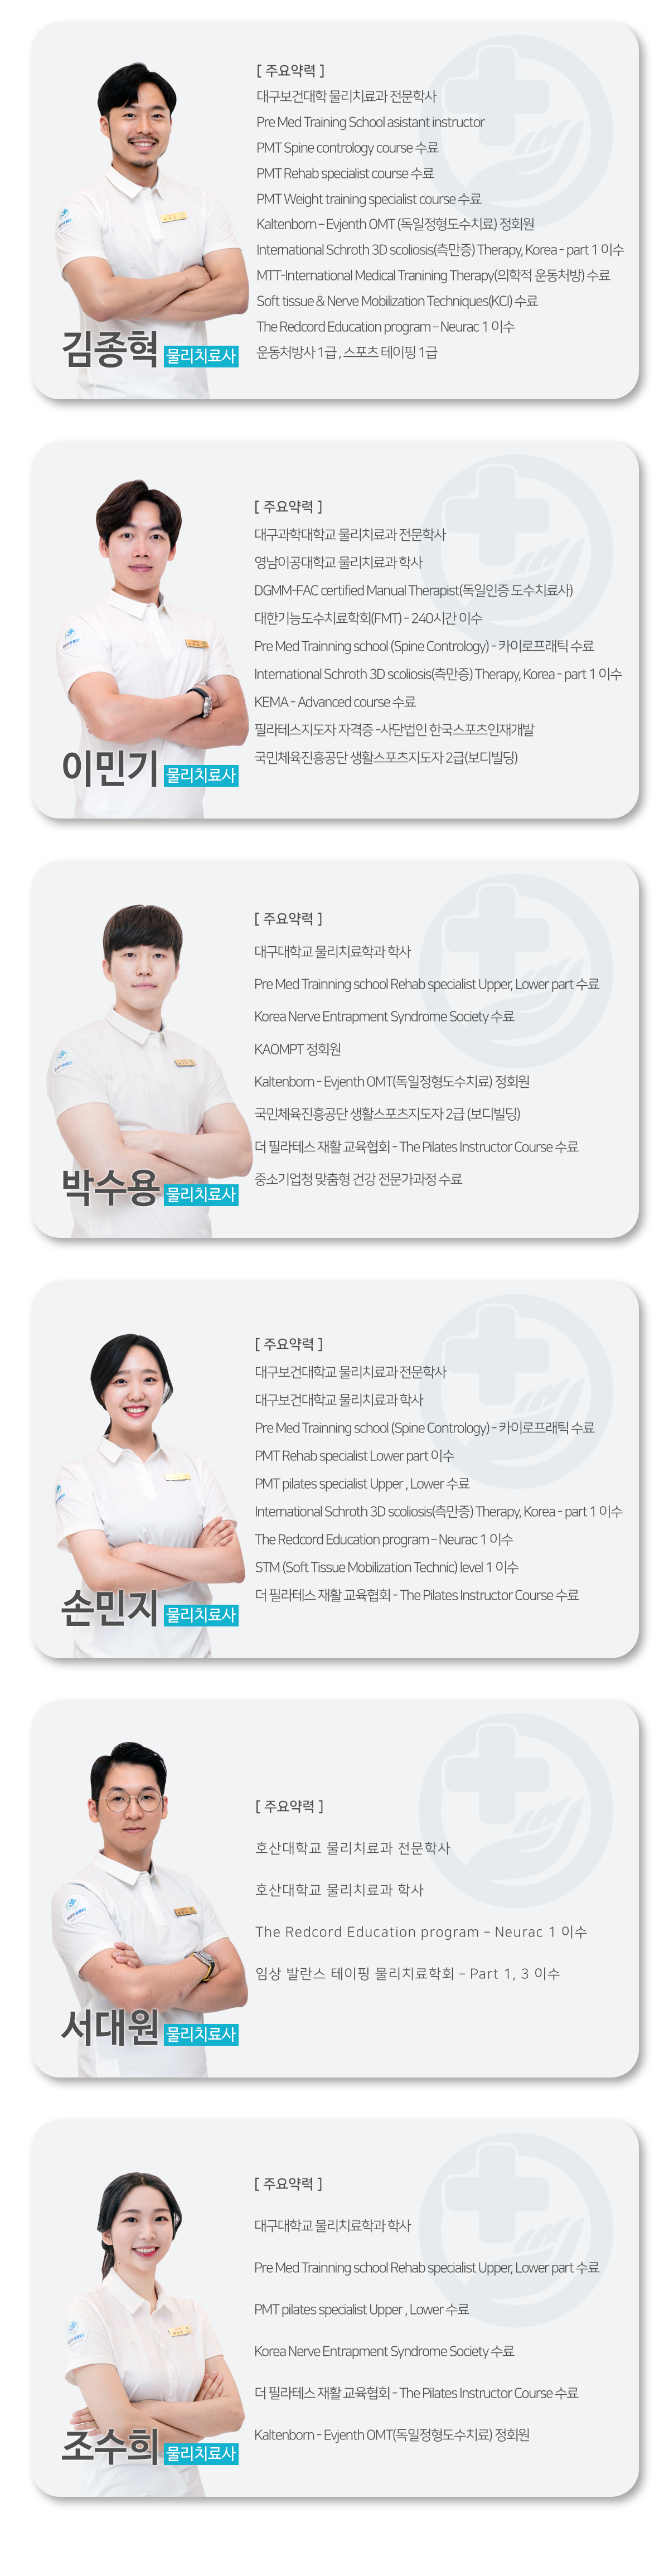 [ 주요약력 ]
대구보건대학 물리치료과 전문학사
Pre Med Training School asistant instructor
PMT Spine contrology course 수료
PMT Rehab specialist course 수료
PMT Weight training specialist course 수료
Kaltenborn – Evjenth OMT (독일정형도수치료) 정회원
International Schroth 3D scoliosis(측만증) Therapy, Korea - part 1 이수
MTT-International Medical Tranining Therapy(의학적 운동처방) 수료
Soft tissue & Nerve Mobilization Techniques(KCI) 수료
The Redcord Education program – Neurac 1 이수
운동처방사 1급 , 스포츠 테이핑 1급
김종혁 물리치료사
[ 주요약력 ]
대구과학대학교 물리치료과 전문학사
영남이공대학교 물리치료과 학사
DGMM-FAC certified Manual Therapist(독일인증 도수치료사)
대한기능도수치료학회(FMT) - 240시간 이수
Pre Med Trainning school (Spine Contrology) - 카이로프래틱 수료
International Schroth 3D scoliosis(측만증) Therapy, Korea - part 1 이수
KEMA - Advanced course 수료
필라테스지도자 자격증 -사단법인 한국스포츠인재개발
국민체육진흥공단 생활스포츠지도자 2급(보디빌딩)
이민기 물리치료사
[ 주요약력 ]
대구대학교 물리치료학과 학사
Pre Med Trainning school Rehab specialist Upper, Lower part 수료
Korea Nerve Entrapment Syndrome Society 수료
KAOMPT 정회원
Kaltenborn - Evjenth OMT(독일정형도수치료) 정회원
국민체육진흥공단 생활스포츠지도자 2급 (보디빌딩)
더 필라테스 재활 교육협회 - The Pilates Instructor Course 수료
중소기업청 맞춤형 건강 전문가과정 수료
박수용 물리치료사
[ 주요약력 ]
대구보건대학교 물리치료과 전문학사
대구보건대학교 물리치료과 학사
Pre Med Trainning school (Spine Contrology) - 카이로프래틱 수료
PMT Rehab specialist Lower part 이수
PMT pilates specialist Upper , Lower 수료
International Schroth 3D scoliosis(측만증) Therapy, Korea - part 1 이수
The Redcord Education program – Neurac 1 이수
STM (Soft Tissue Mobilization Technic) level 1 이수
더 필라테스 재활 교육협회 - The Pilates Instructor Course 수료
손민지 물리치료사
[ 주요약력 ]
호산대학교 물리치료과 전문학사
호산대학교 물리치료과 학사
The Redcord Education program – Neurac 1 이수
임상 발란스 테이핑 물리치료학회 – Part 1, 3 이수
서대원 물리치료사
[ 주요약력 ]
대구대학교 물리치료학과 학사
Pre Med Trainning school Rehab specialist Upper, Lower part 수료
PMT pilates specialist Upper , Lower 수료
Korea Nerve Entrapment Syndrome Society 수료
더 필라테스 재활 교육협회 - The Pilates Instructor Course 수료
Kaltenborn - Evjenth OMT(독일정형도수치료) 정회원
조수희 물리치료사